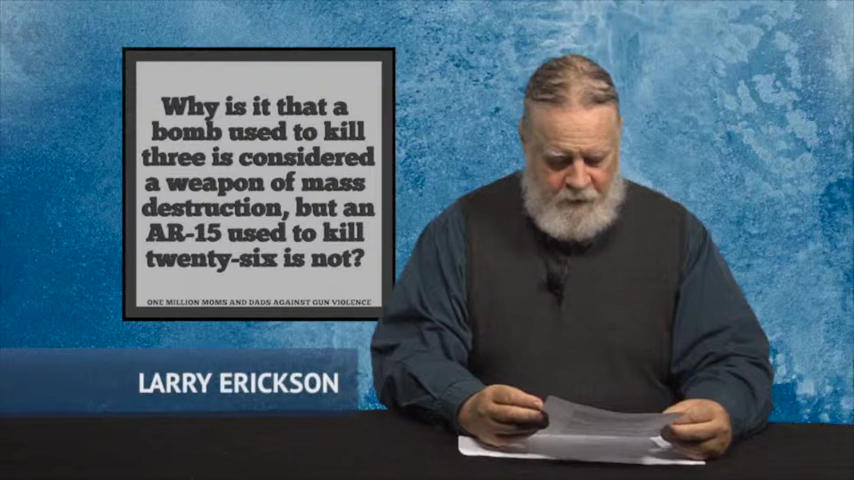 Why is it that a
bomb used to kill
three is considered
a weapon of mass
destruction, but an
AR-15 used to kill
twenty-six is not?
ONE MILLION MOMS AND DADS AGAINST GUN VIOLENCE
LARRY ERICKSON